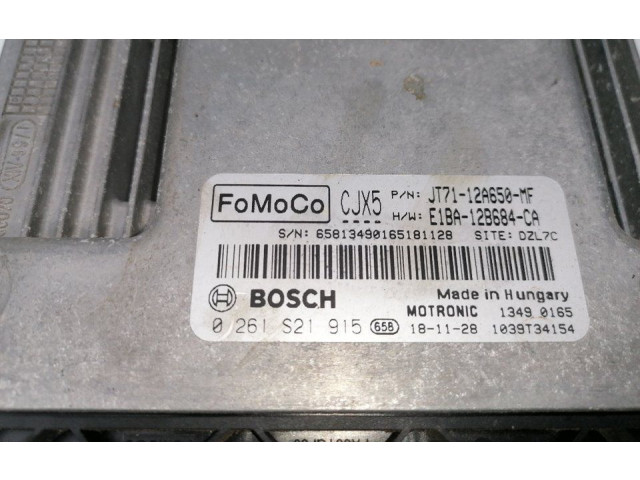 FoMoCo CJX5 P/N: JT71-12A650-MF
H/W: E1BA-12B684-CA
S/N: 65813490165181128 SITE: DZL7C
BOSCH Made in Hungary
MOTRONIC 1349 0165
0 261 S21 915 65B 18-11-28 1039T34154